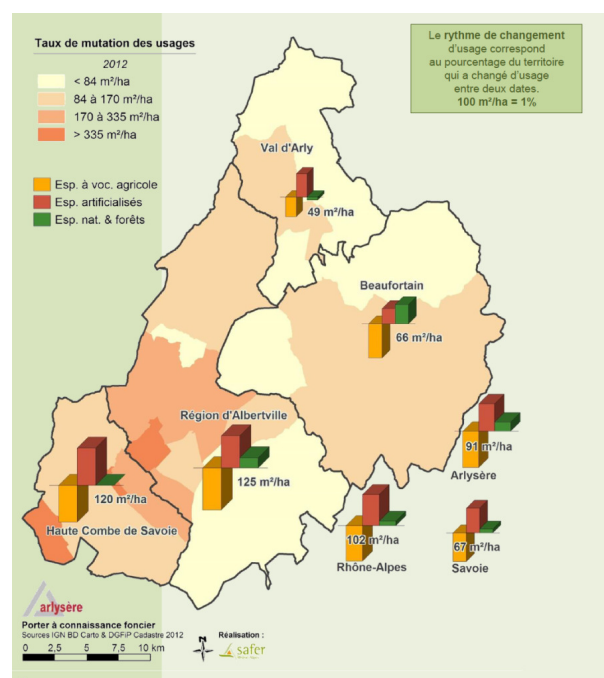 Taux de mutation des usages
2012
< 84 m²/ha
84 à 170 m²/ha
170 à 335 m²/ha
> 335 m²/ha
Esp. à voc. agricole
Esp. artificialisés
Esp. nat. & forêts
Le rythme de changement
d'usage correspond
au pourcentage du territoire
qui a changé d'usage
entre deux dates.
100 m²/ha = 1%
Val d'Arly
49 m²/ha
Beaufortain
66 m²/ha
Région d'Albertville
125 m²/ha
120 m²/ha
Haute Combe de Savoie
91 m²/ha
Arlysère
102 m²/ha
Rhône-Alpes
67 m²/ha
Savoie
arlysère
Porter à connaissance foncier
Sources IGN BD Carto & DGFiP Cadastre 2012
0 2,5 5 7,5 10 km
N
Réalisation :
safer